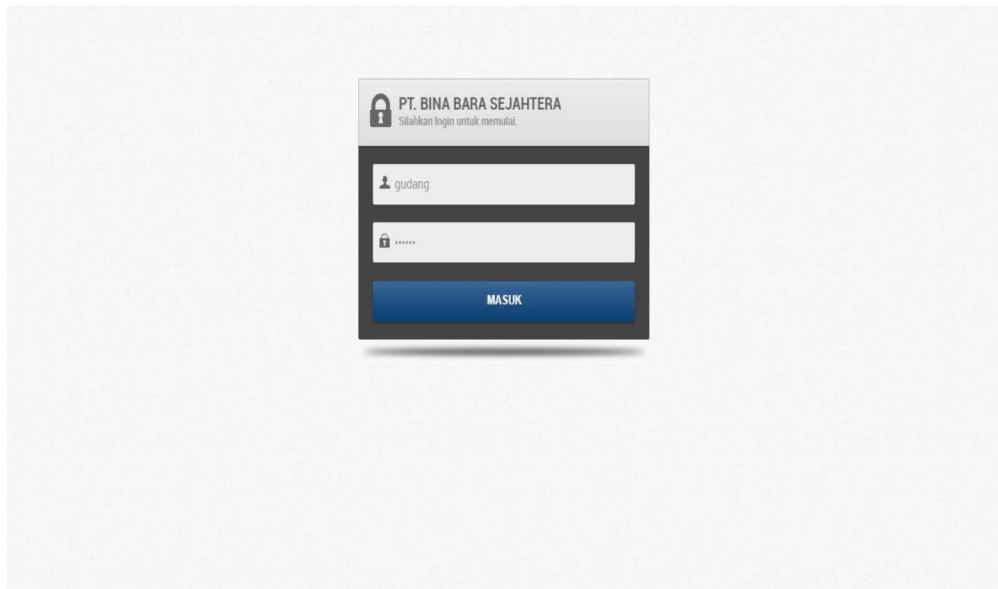 PT. BINA BARA SEJAHTERA
Silahkan login untuk memulai.
gudang
••••••
MASUK